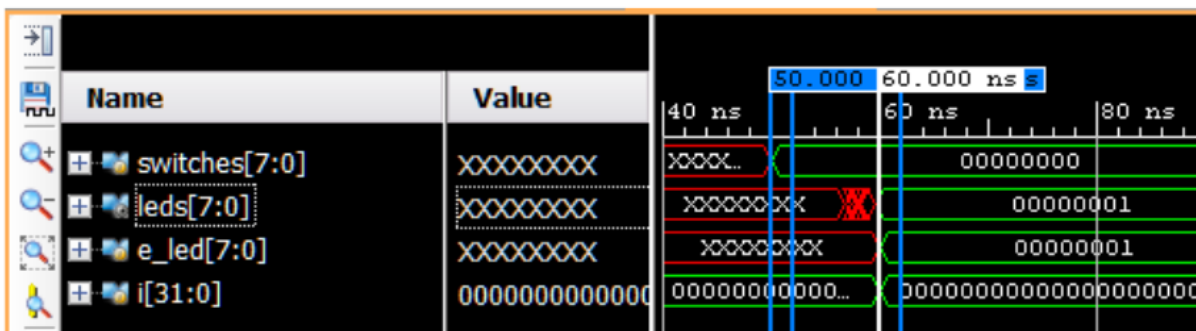 50.000 60.000 ns s
Name Value 40 ns 60 ns 80 ns
switches[7:0] XXXXXXXX XXXX... 00000000
leds[7:0] XXXXXXXX XXXXXXXX X 00000001
e_led[7:0] XXXXXXXX XXXXXXXX 00000001
i[31:0] 0000000000000 000000000000... 000000000000000000000000